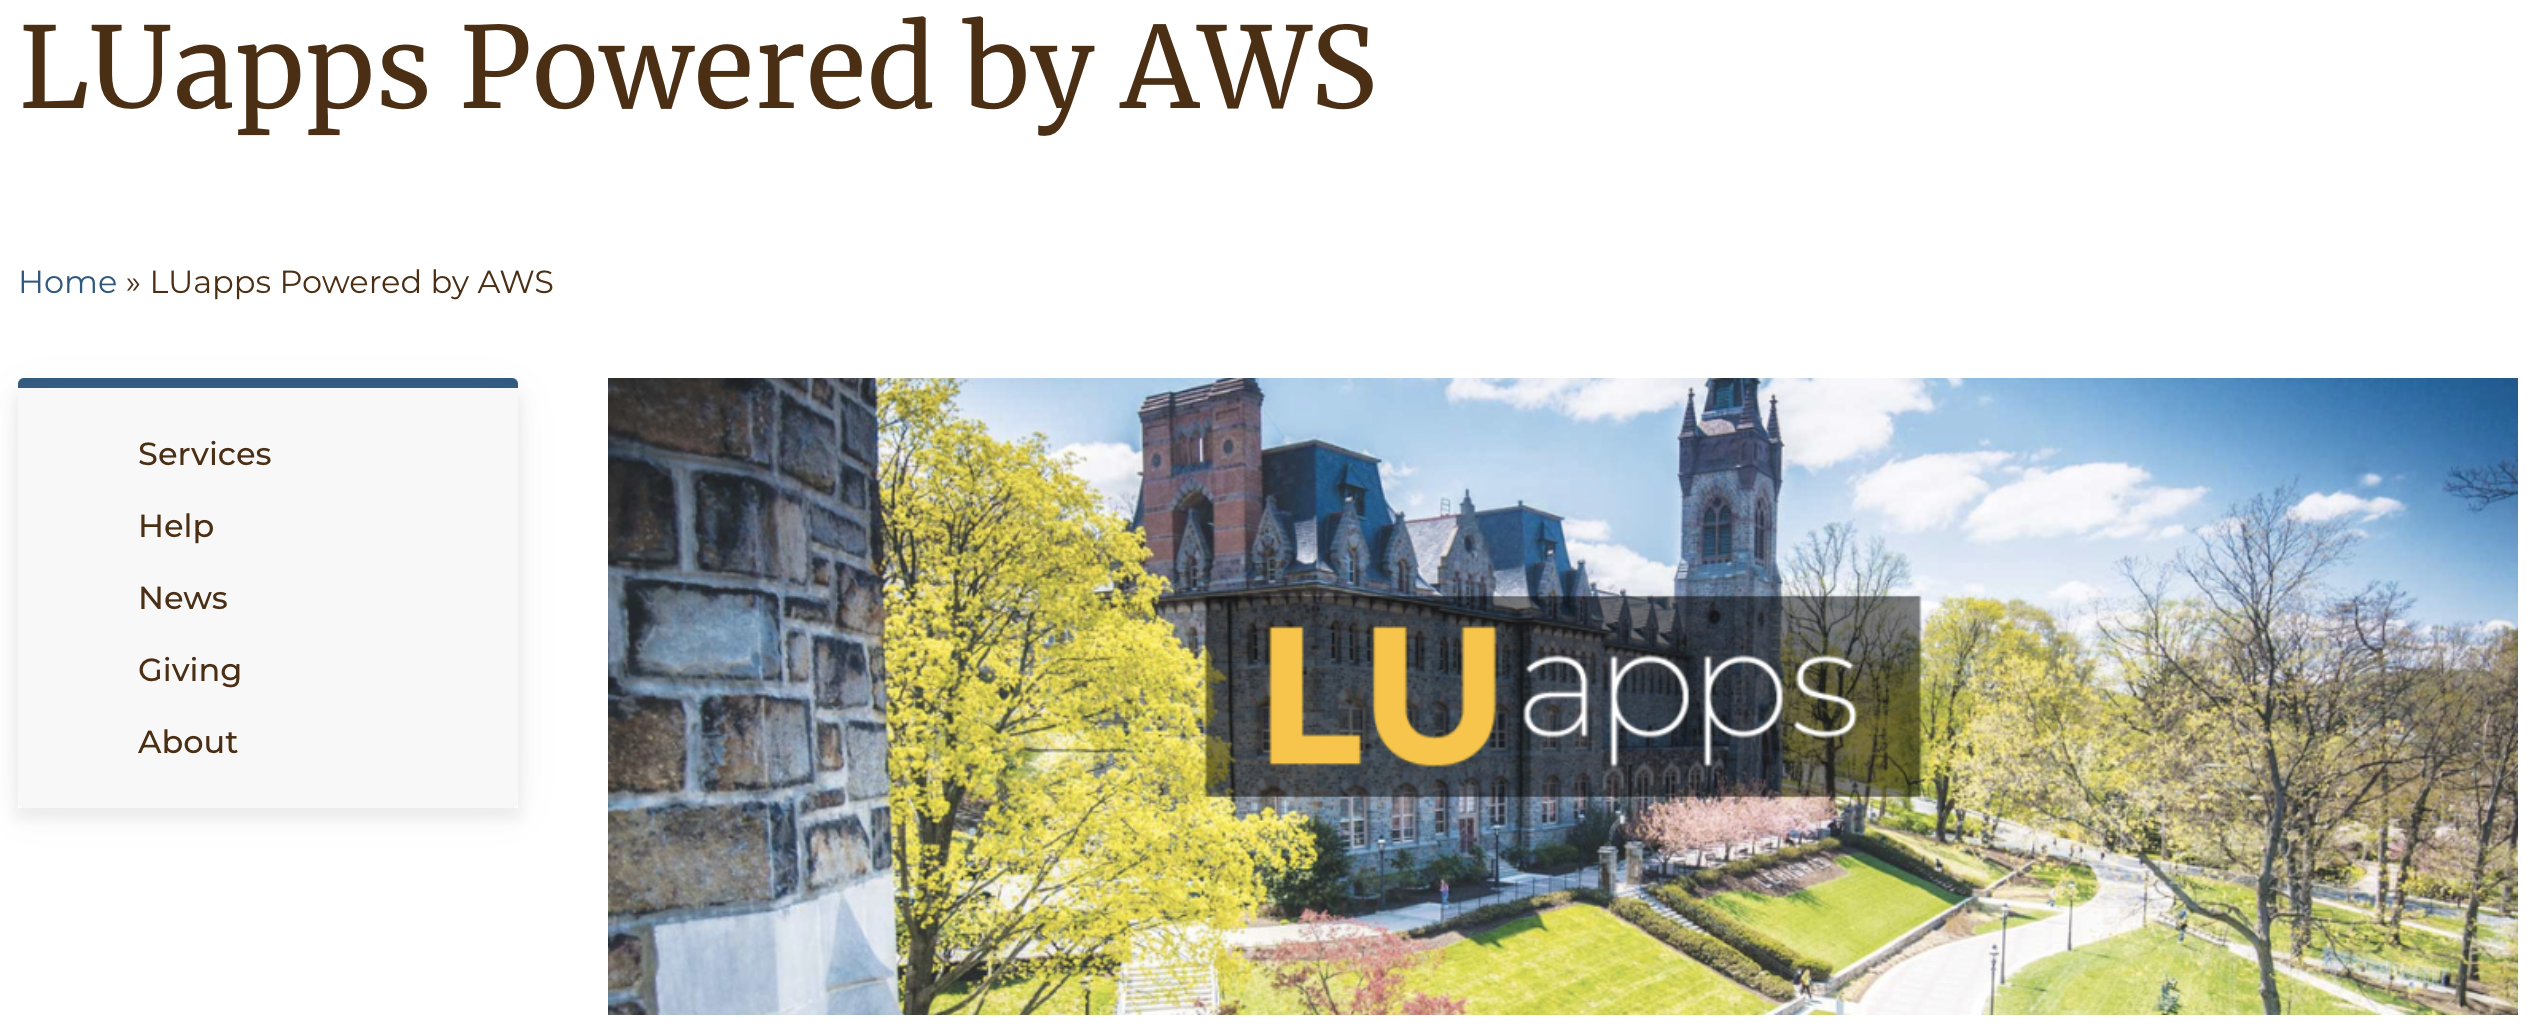 LUapps Powered by AWS
Home » LUapps Powered by AWS
Services
Help
News
Giving
About
LUapps